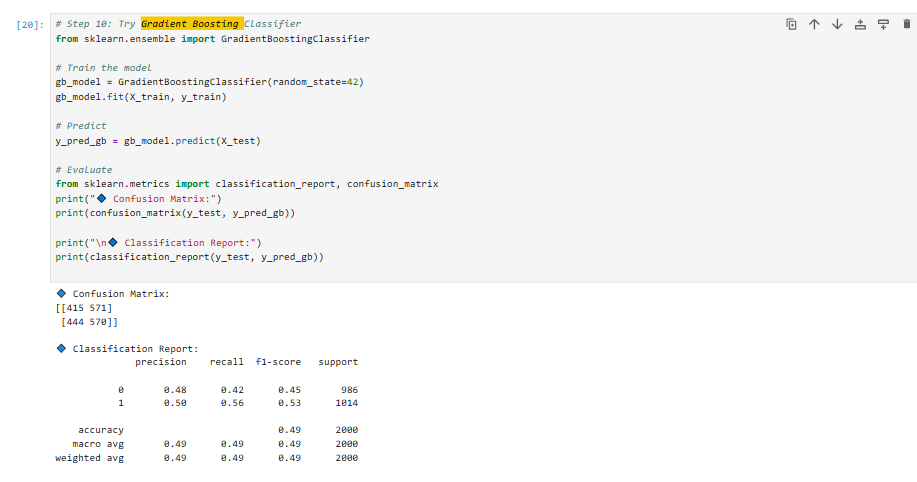 [20]: # Step 10: Try Gradient Boosting Classifier
from sklearn.ensemble import GradientBoostingClassifier
# Train the model
gb_model = GradientBoostingClassifier(random_state=42)
gb_model.fit(X_train, y_train)
# Predict
y_pred_gb = gb_model.predict(X_test)
# Evaluate
from sklearn.metrics import classification_report, confusion_matrix
print("🔷 Confusion Matrix:")
print(confusion_matrix(y_test, y_pred_gb))
print("\n🔷 Classification Report:")
print(classification_report(y_test, y_pred_gb))
🔷 Confusion Matrix:
[[415 571]
[444 570]]
🔷 Classification Report:
precision recall f1-score support
0 0.48 0.42 0.45 986
1 0.50 0.56 0.53 1014
accuracy 0.49 2000
macro avg 0.49 0.49 0.49 2000
weighted avg 0.49 0.49 0.49 2000